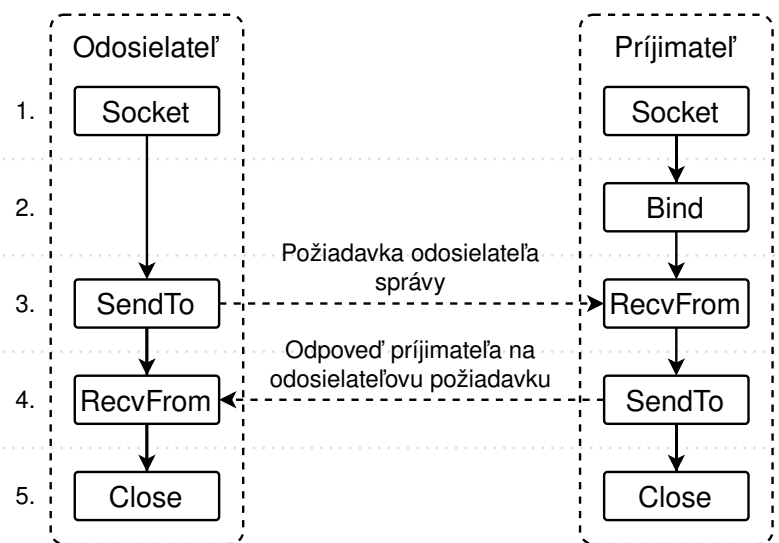 Odosielateľ Príjimateľ
1. Socket Socket
2. Bind
Požiadavka odosielateľa
správy
3. SendTo RecvFrom
Odpoveď príjimateľa na
odosielateľovu požiadavku
4. RecvFrom SendTo
5. Close Close